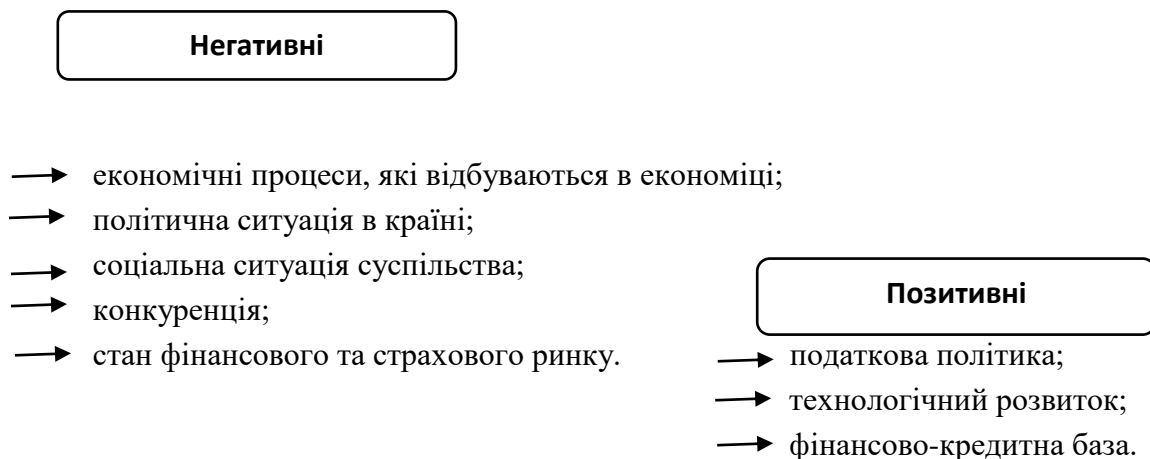 Негативні
економічні процеси, які відбуваються в економіці;
політична ситуація в країні;
соціальна ситуація суспільства;
конкуренція;
стан фінансового та страхового ринку.
Позитивні
податкова політика;
технологічний розвиток;
фінансово-кредитна база.